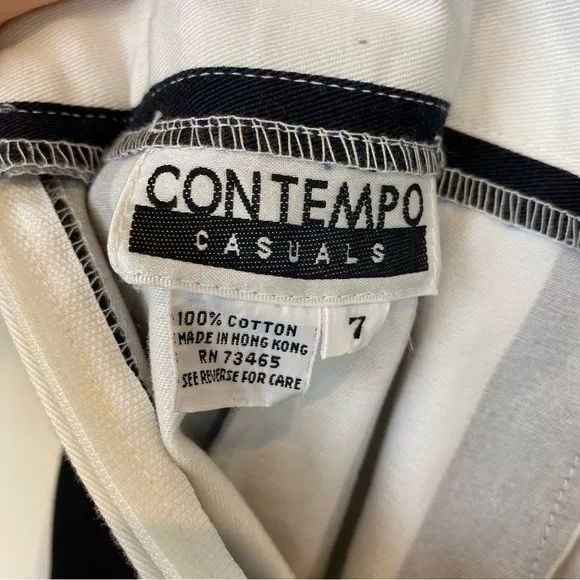 CONTEMPO
CASUALS
100% COTTON
MADE IN HONG KONG
RN 73465
SEE REVERSE FOR CARE
7